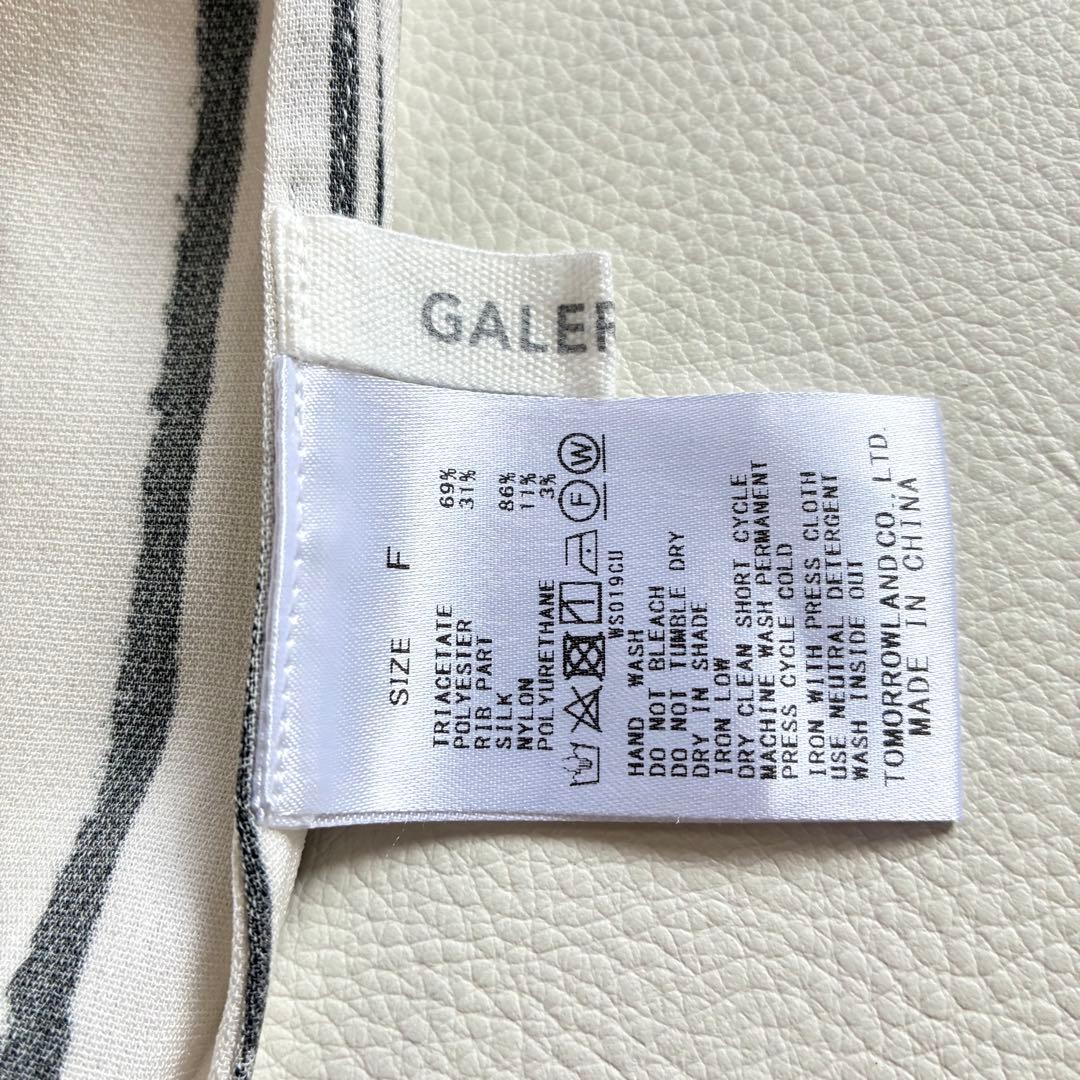 GALER
SIZE F
TRIACETATE 69%
POLYESTER 31%
RIB PART
SILK 86%
NYLON 11%
POLYURETHANE 3%
F W
WS019CU
HAND WASH
DO NOT BLEACH
DO NOT TUMBLE DRY
DRY IN SHADE
IRON LOW
DRY CLEAN SHORT CYCLE
MACHINE WASH PERMANENT
PRESS CYCLE COLD
IRON WITH PRESS CLOTH
USE NEUTRAL DETERGENT
WASH INSIDE OUT
TOMORROWLAND CO., LTD.
MADE IN CHINA